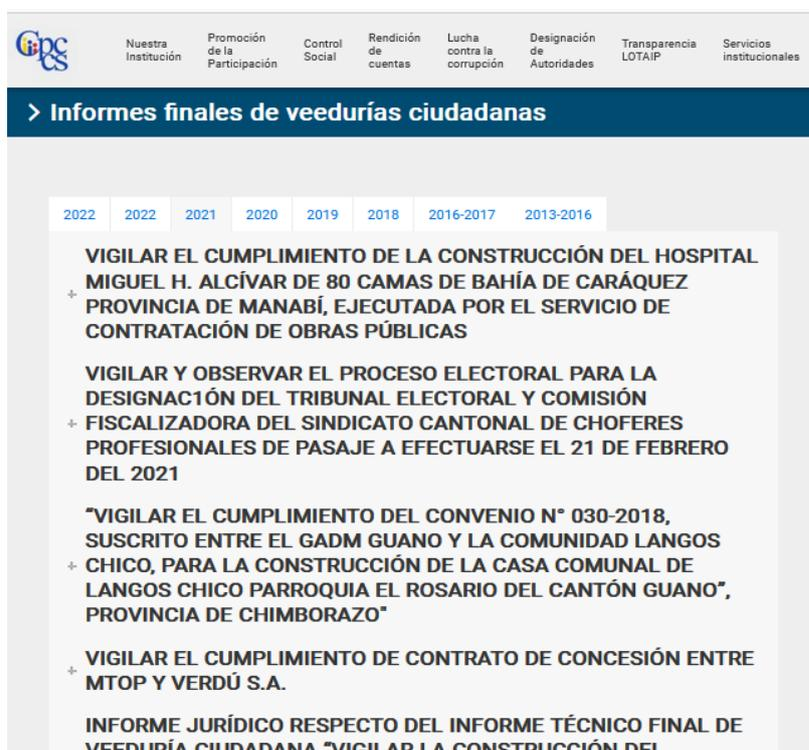 Cpccs
Nuestra
Institución
Promoción
de la
Participación
Control
Social
Rendición
de
cuentas
Lucha
contra la
corrupción
Designación
de
Autoridades
Transparencia
LOTAIP
Servicios
institucionales
> Informes finales de veedurías ciudadanas
2022 2022 2021 2020 2019 2018 2016-2017 2013-2016
VIGILAR EL CUMPLIMIENTO DE LA CONSTRUCCIÓN DEL HOSPITAL
MIGUEL H. ALCÍVAR DE 80 CAMAS DE BAHÍA DE CARÁQUEZ
PROVINCIA DE MANABÍ, EJECUTADA POR EL SERVICIO DE
CONTRATACIÓN DE OBRAS PÚBLICAS
VIGILAR Y OBSERVAR EL PROCESO ELECTORAL PARA LA
DESIGNAC1ÓN DEL TRIBUNAL ELECTORAL Y COMISIÓN
FISCALIZADORA DEL SINDICATO CANTONAL DE CHOFERES
PROFESIONALES DE PASAJE A EFECTUARSE EL 21 DE FEBRERO
DEL 2021
“VIGILAR EL CUMPLIMIENTO DEL CONVENIO N° 030-2018,
SUSCRITO ENTRE EL GADM GUANO Y LA COMUNIDAD LANGOS
CHICO, PARA LA CONSTRUCCIÓN DE LA CASA COMUNAL DE
LANGOS CHICO PARROQUIA EL ROSARIO DEL CANTÓN GUANO”,
PROVINCIA DE CHIMBORAZO"
VIGILAR EL CUMPLIMIENTO DE CONTRATO DE CONCESIÓN ENTRE
MTOP Y VERDÚ S.A.
INFORME JURÍDICO RESPECTO DEL INFORME TÉCNICO FINAL DE
VEEDURÍA CIUDADANA “VIGILAR LA CONSTRUCCIÓN DEL